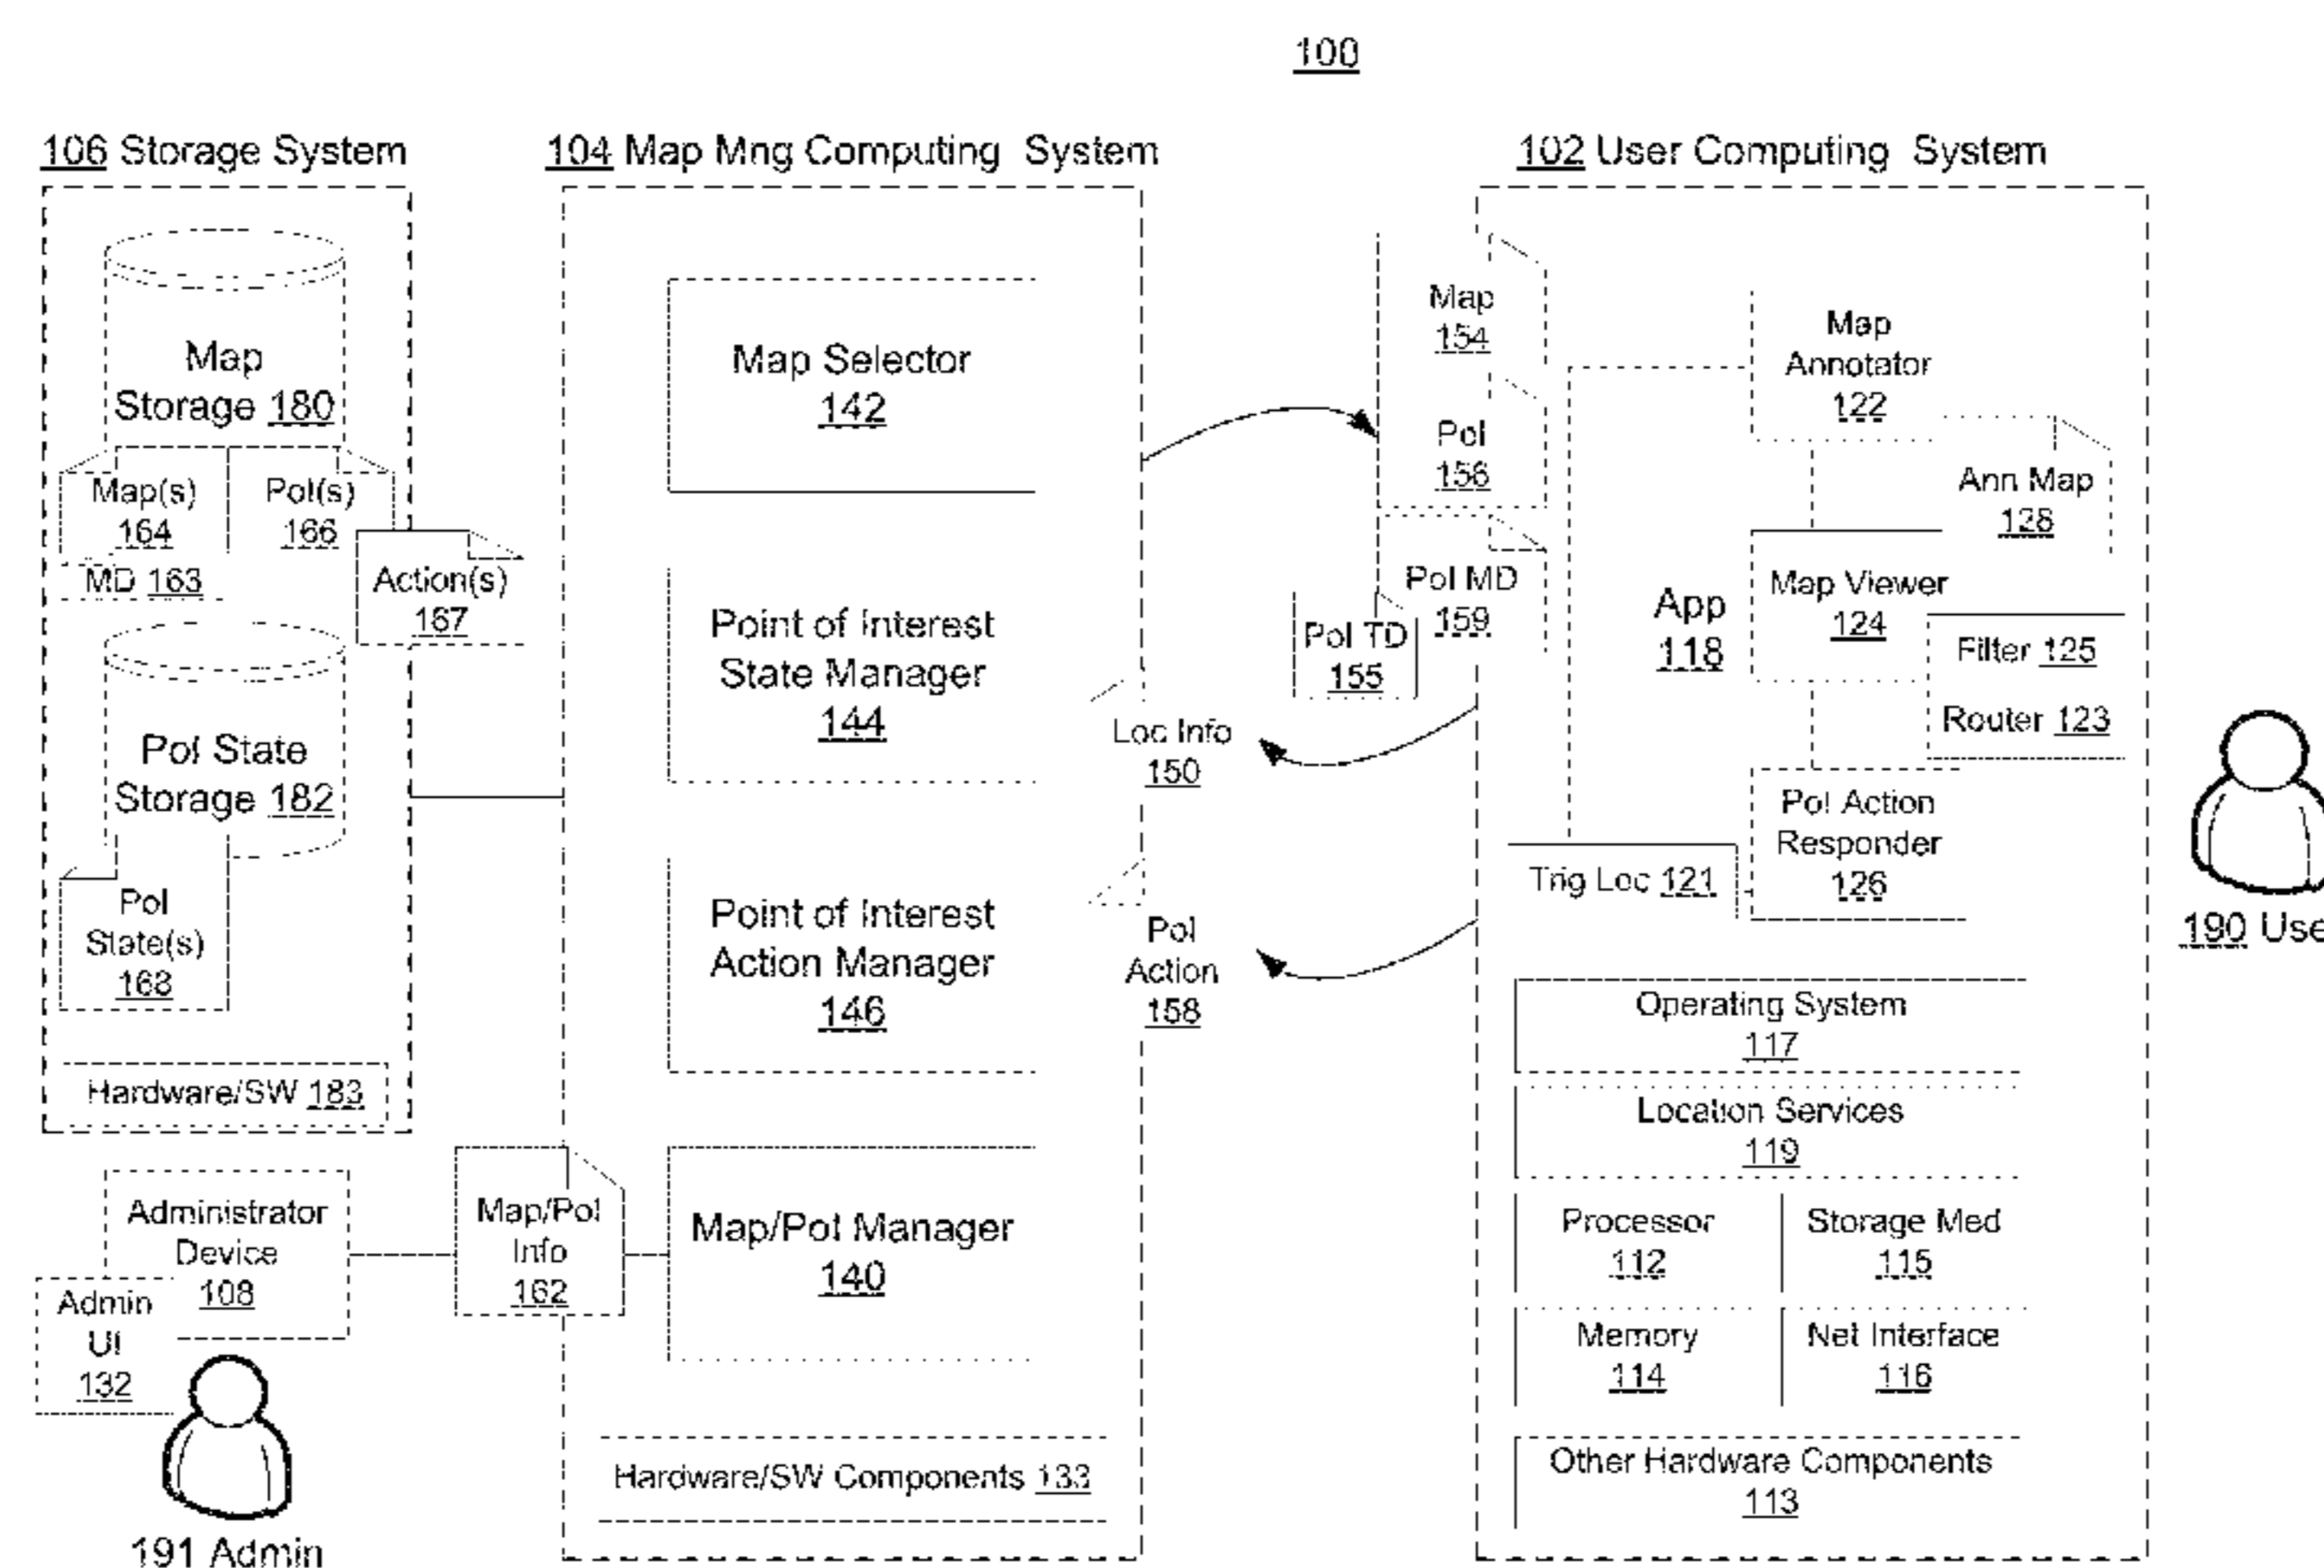 100
106 Storage System
Map
Storage 180
Map(s)
164
PoI(s)
166
MD 163
Action(s)
167
PoI State
Storage 182
PoI
State(s)
168
Hardware/SW 183
Administrator
Device
108
Admin
UI
132
191 Admin
Map/PoI
Info
162
104 Map Mng Computing System
Map Selector
142
Point of Interest
State Manager
144
Point of Interest
Action Manager
146
Map/PoI Manager
140
Hardware/SW Components 133
Map
154
PoI
156
PoI MD
159
PoI TD
155
Loc Info
150
PoI
Action
158
102 User Computing System
Map
Annotator
122
Ann Map
128
App
118
Map Viewer
124
Filter 125
Router 123
PoI Action
Responder
126
Trig Loc 121
Operating System
117
Location Services
119
Processor
112
Storage Med
115
Memory
114
Net Interface
116
Other Hardware Components
113
190 Use